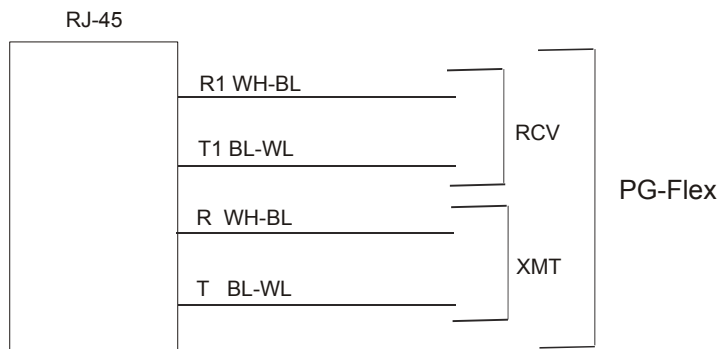 RJ-45
R1 WH-BL
RCV
T1 BL-WL
PG-Flex
R WH-BL
XMT
T BL-WL